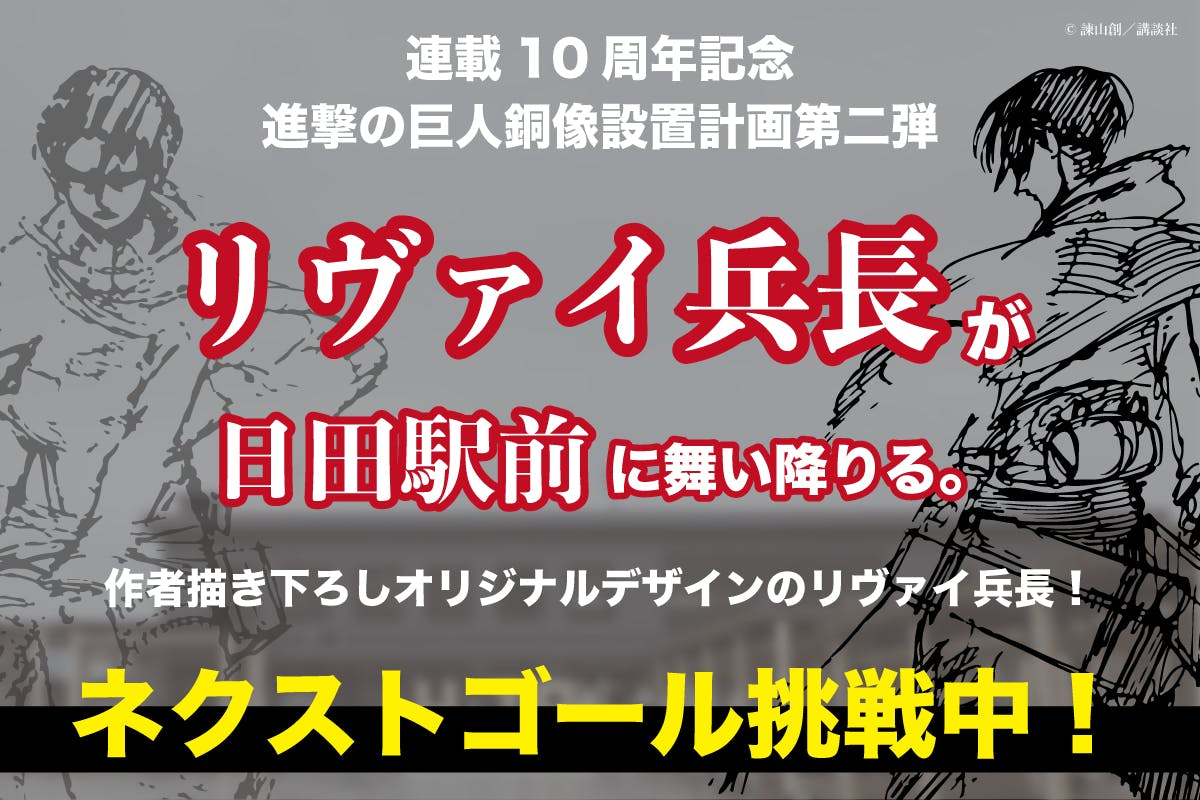 © 諫山創／講談社
連載10周年記念
進撃の巨人銅像設置計画第二弾
リヴァイ兵長が
日田駅前に舞い降りる。
作者描き下ろしオリジナルデザインのリヴァイ兵長！
ネクストゴール挑戦中！